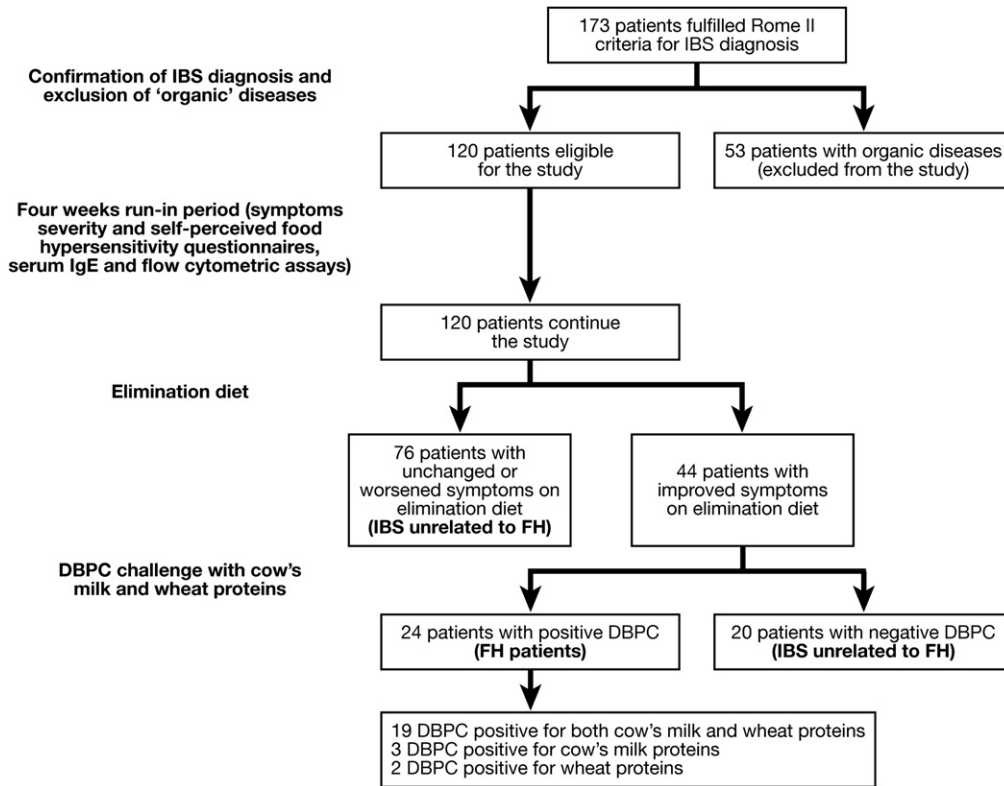 173 patients fulfilled Rome II
criteria for IBS diagnosis
Confirmation of IBS diagnosis and
exclusion of ‘organic’ diseases
120 patients eligible
for the study
53 patients with organic diseases
(excluded from the study)
Four weeks run-in period (symptoms
severity and self-perceived food
hypersensitivity questionnaires,
serum IgE and flow cytometric assays)
120 patients continue
the study
Elimination diet
76 patients with
unchanged or
worsened symptoms on
elimination diet
(IBS unrelated to FH)
44 patients with
improved symptoms
on elimination diet
DBPC challenge with cow’s
milk and wheat proteins
24 patients with positive DBPC
(FH patients)
20 patients with negative DBPC
(IBS unrelated to FH)
19 DBPC positive for both cow’s milk and wheat proteins
3 DBPC positive for cow’s milk proteins
2 DBPC positive for wheat proteins